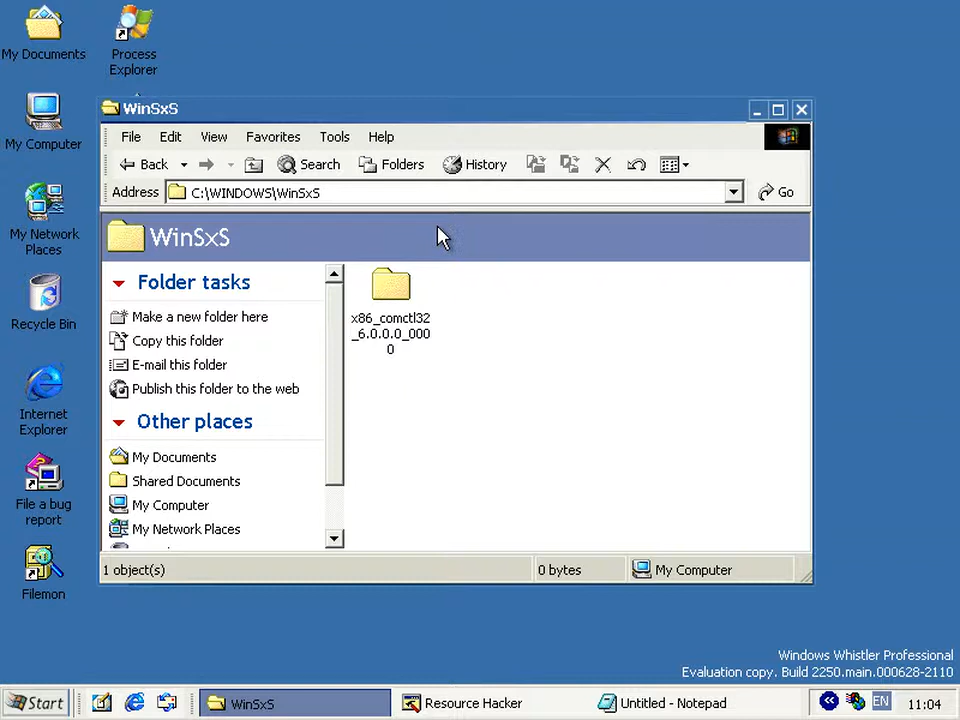 My Documents
Process
Explorer
My Computer
My Network
Places
Recycle Bin
Internet
Explorer
File a bug
report
Filemon
WinSxS
File Edit View Favorites Tools Help
Back Search Folders History
Address C:\WINDOWS\WinSxS Go
WinSxS
Folder tasks
Make a new folder here
Copy this folder
E-mail this folder
Publish this folder to the web
Other places
My Documents
Shared Documents
My Computer
My Network Places
x86_comctl32
_6.0.0.0_000
0
1 object(s) 0 bytes My Computer
Windows Whistler Professional
Evaluation copy. Build 2250.main.000628-2110
Start WinSxS Resource Hacker Untitled - Notepad EN 11:04